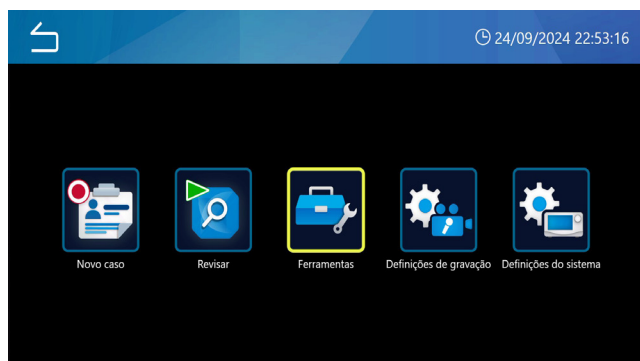 24/09/2024 22:53:16
Novo caso
Revisar
Ferramentas
Definições de gravação
Definições do sistema